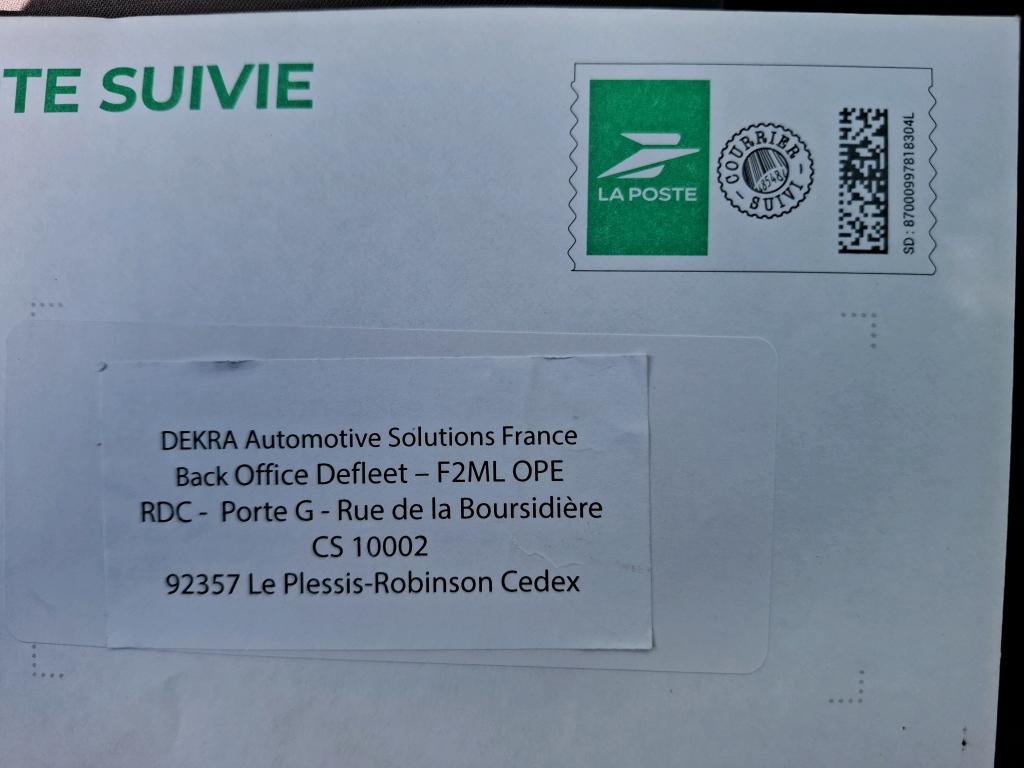 TE SUIVIE
LA POSTE
COURRIER
SUIVI
SD : 87000997818304L
DEKRA Automotive Solutions France
Back Office Defleet – F2ML OPE
RDC - Porte G - Rue de la Boursidière
CS 10002
92357 Le Plessis-Robinson Cedex